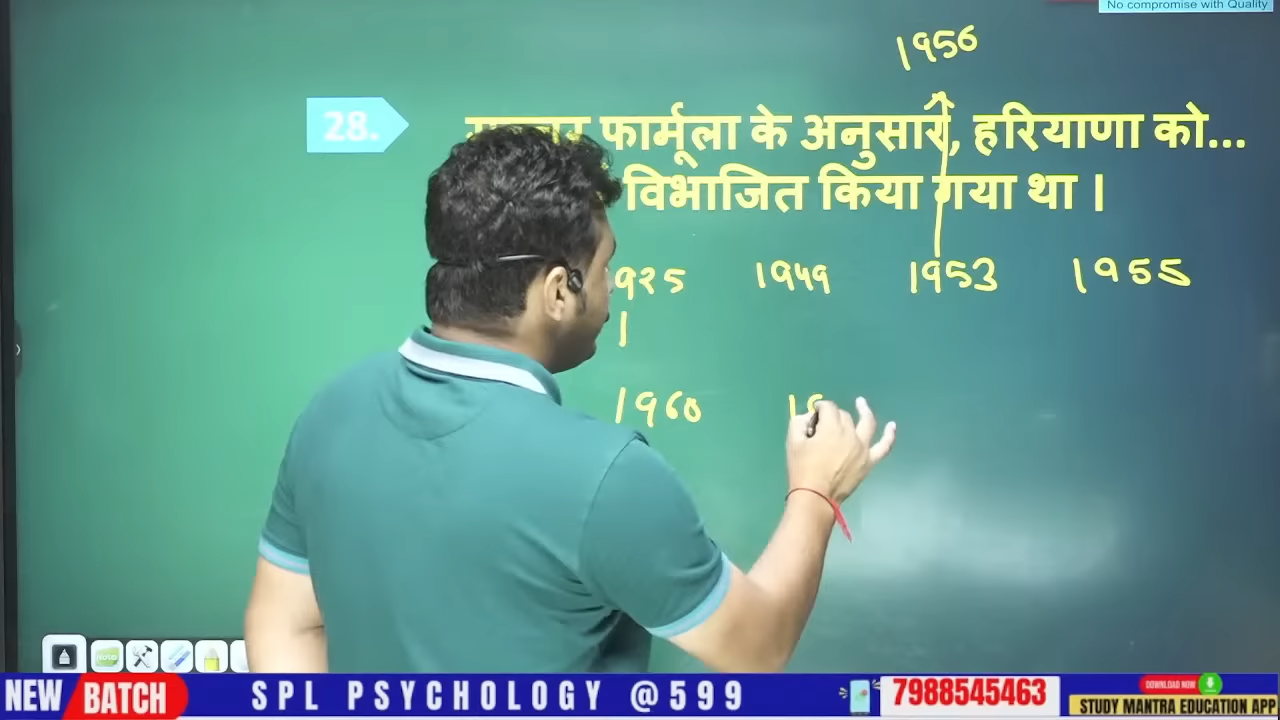 No compromise with Quality
1956
28.
फार्मूला के अनुसार, हरियाणा को...
विभाजित किया गया था ।
925 1949 1953 1955
1
1960
NEW BATCH SPL PSYCHOLOGY @599 7988545463 DOWNLOAD NOW
STUDY MANTRA EDUCATION APP